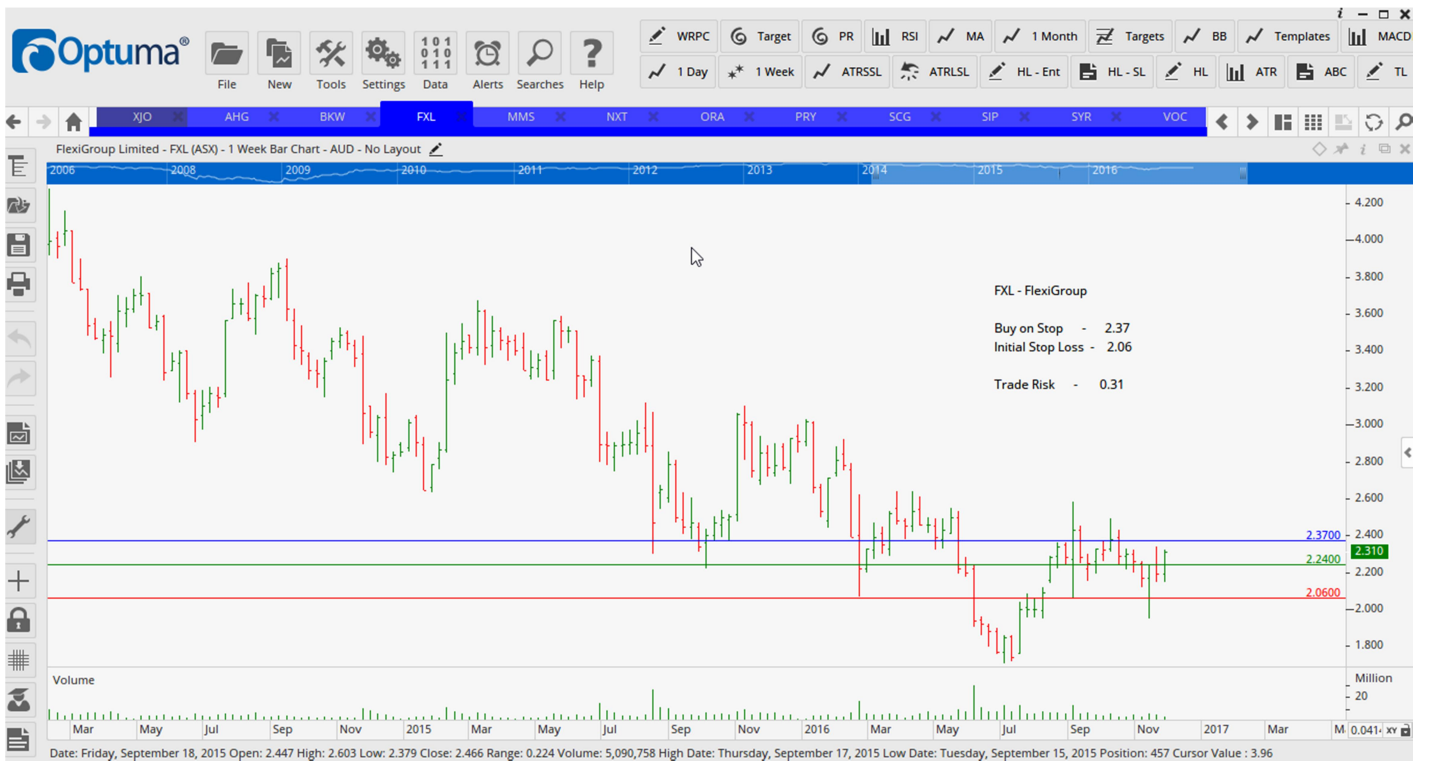 i
WRPC Target PR RSI MA 1 Month Targets BB Templates MACD
Optuma®
1 Day 1 Week ATRSSL ATRLSL HL - Ent HL - SL HL ATR ABC TL
File New Tools Settings Data Alerts Searches Help
XJO AHG BKW FXL MMS NXT ORA PRY SCG SIP SYR VOC
FlexiGroup Limited - FXL (ASX) - 1 Week Bar Chart - AUD - No Layout
2006 2008 2009 2010 2011 2012 2013 2014 2015 2016
4.200
4.000
3.800
FXL - FlexiGroup
3.600
Buy on Stop - 2.37
Initial Stop Loss - 2.06
3.400
Trade Risk - 0.31
3.200
3.000
2.800
2.600
2.3700 2.400
2.310
2.2400
2.200
2.0600
2.000
1.800
Volume Million
20
Mar May Jul Sep Nov 2015 Mar May Jul Sep Nov 2016 Mar May Jul Sep Nov 2017 Mar M 0.041 XY
Date: Friday, September 18, 2015 Open: 2.447 High: 2.603 Low: 2.379 Close: 2.466 Range: 0.224 Volume: 5,090,758 High Date: Thursday, September 17, 2015 Low Date: Tuesday, September 15, 2015 Position: 457 Cursor Value : 3.96